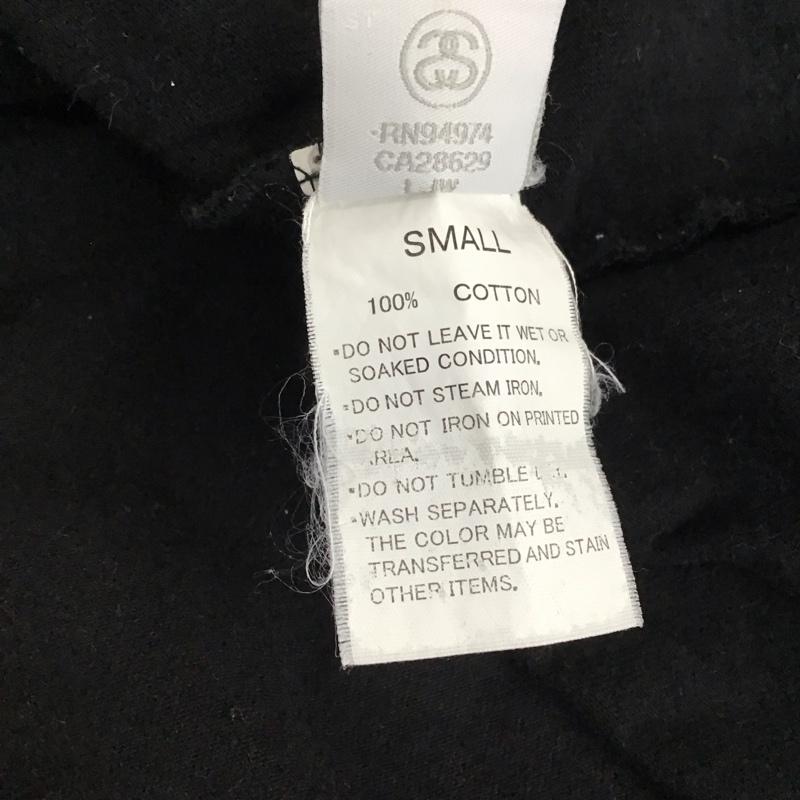 ·RN94974
CA28629
SMALL
100% COTTON
▪DO NOT LEAVE IT WET OR
SOAKED CONDITION.
▪DO NOT STEAM IRON.
▪DO NOT IRON ON PRINTED
▪DO NOT TUMBLE
▪WASH SEPARATELY.
THE COLOR MAY BE
TRANSFERRED AND STAIN
OTHER ITEMS.